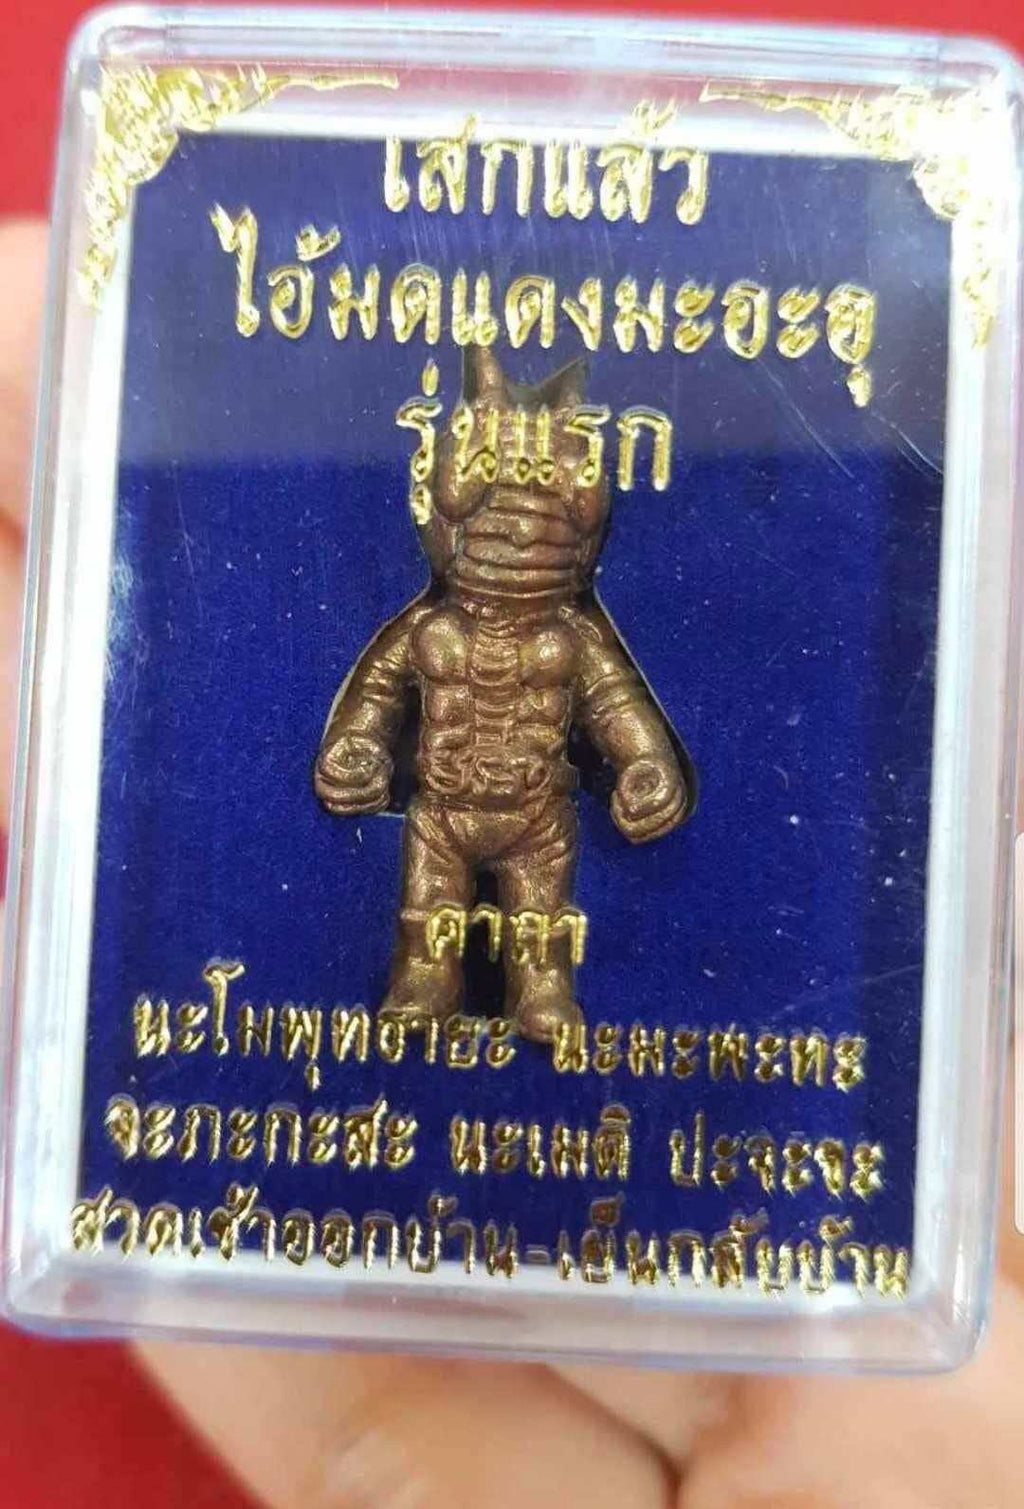 เสกแล้ว
ไอ้มดแดงมะอะอุ
รุ่นแรก
คาถา
นะโมพุทธายะ นะมะพะทะ
จะภะกะสะ นะเมติ ปะจะจะ
สวดเช้าออกบ้าน-เย็นกลับบ้าน